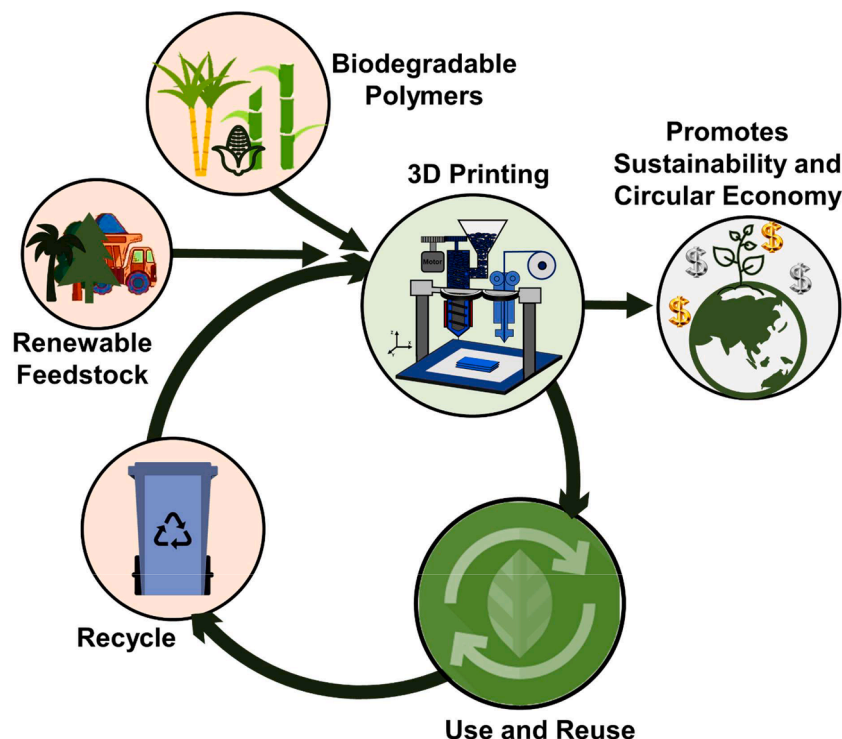 Biodegradable
Polymers
Promotes
Sustainability and
Circular Economy
3D Printing
Motor
Z
X
Y
$
$
$
$
Renewable
Feedstock
Recycle
Use and Reuse